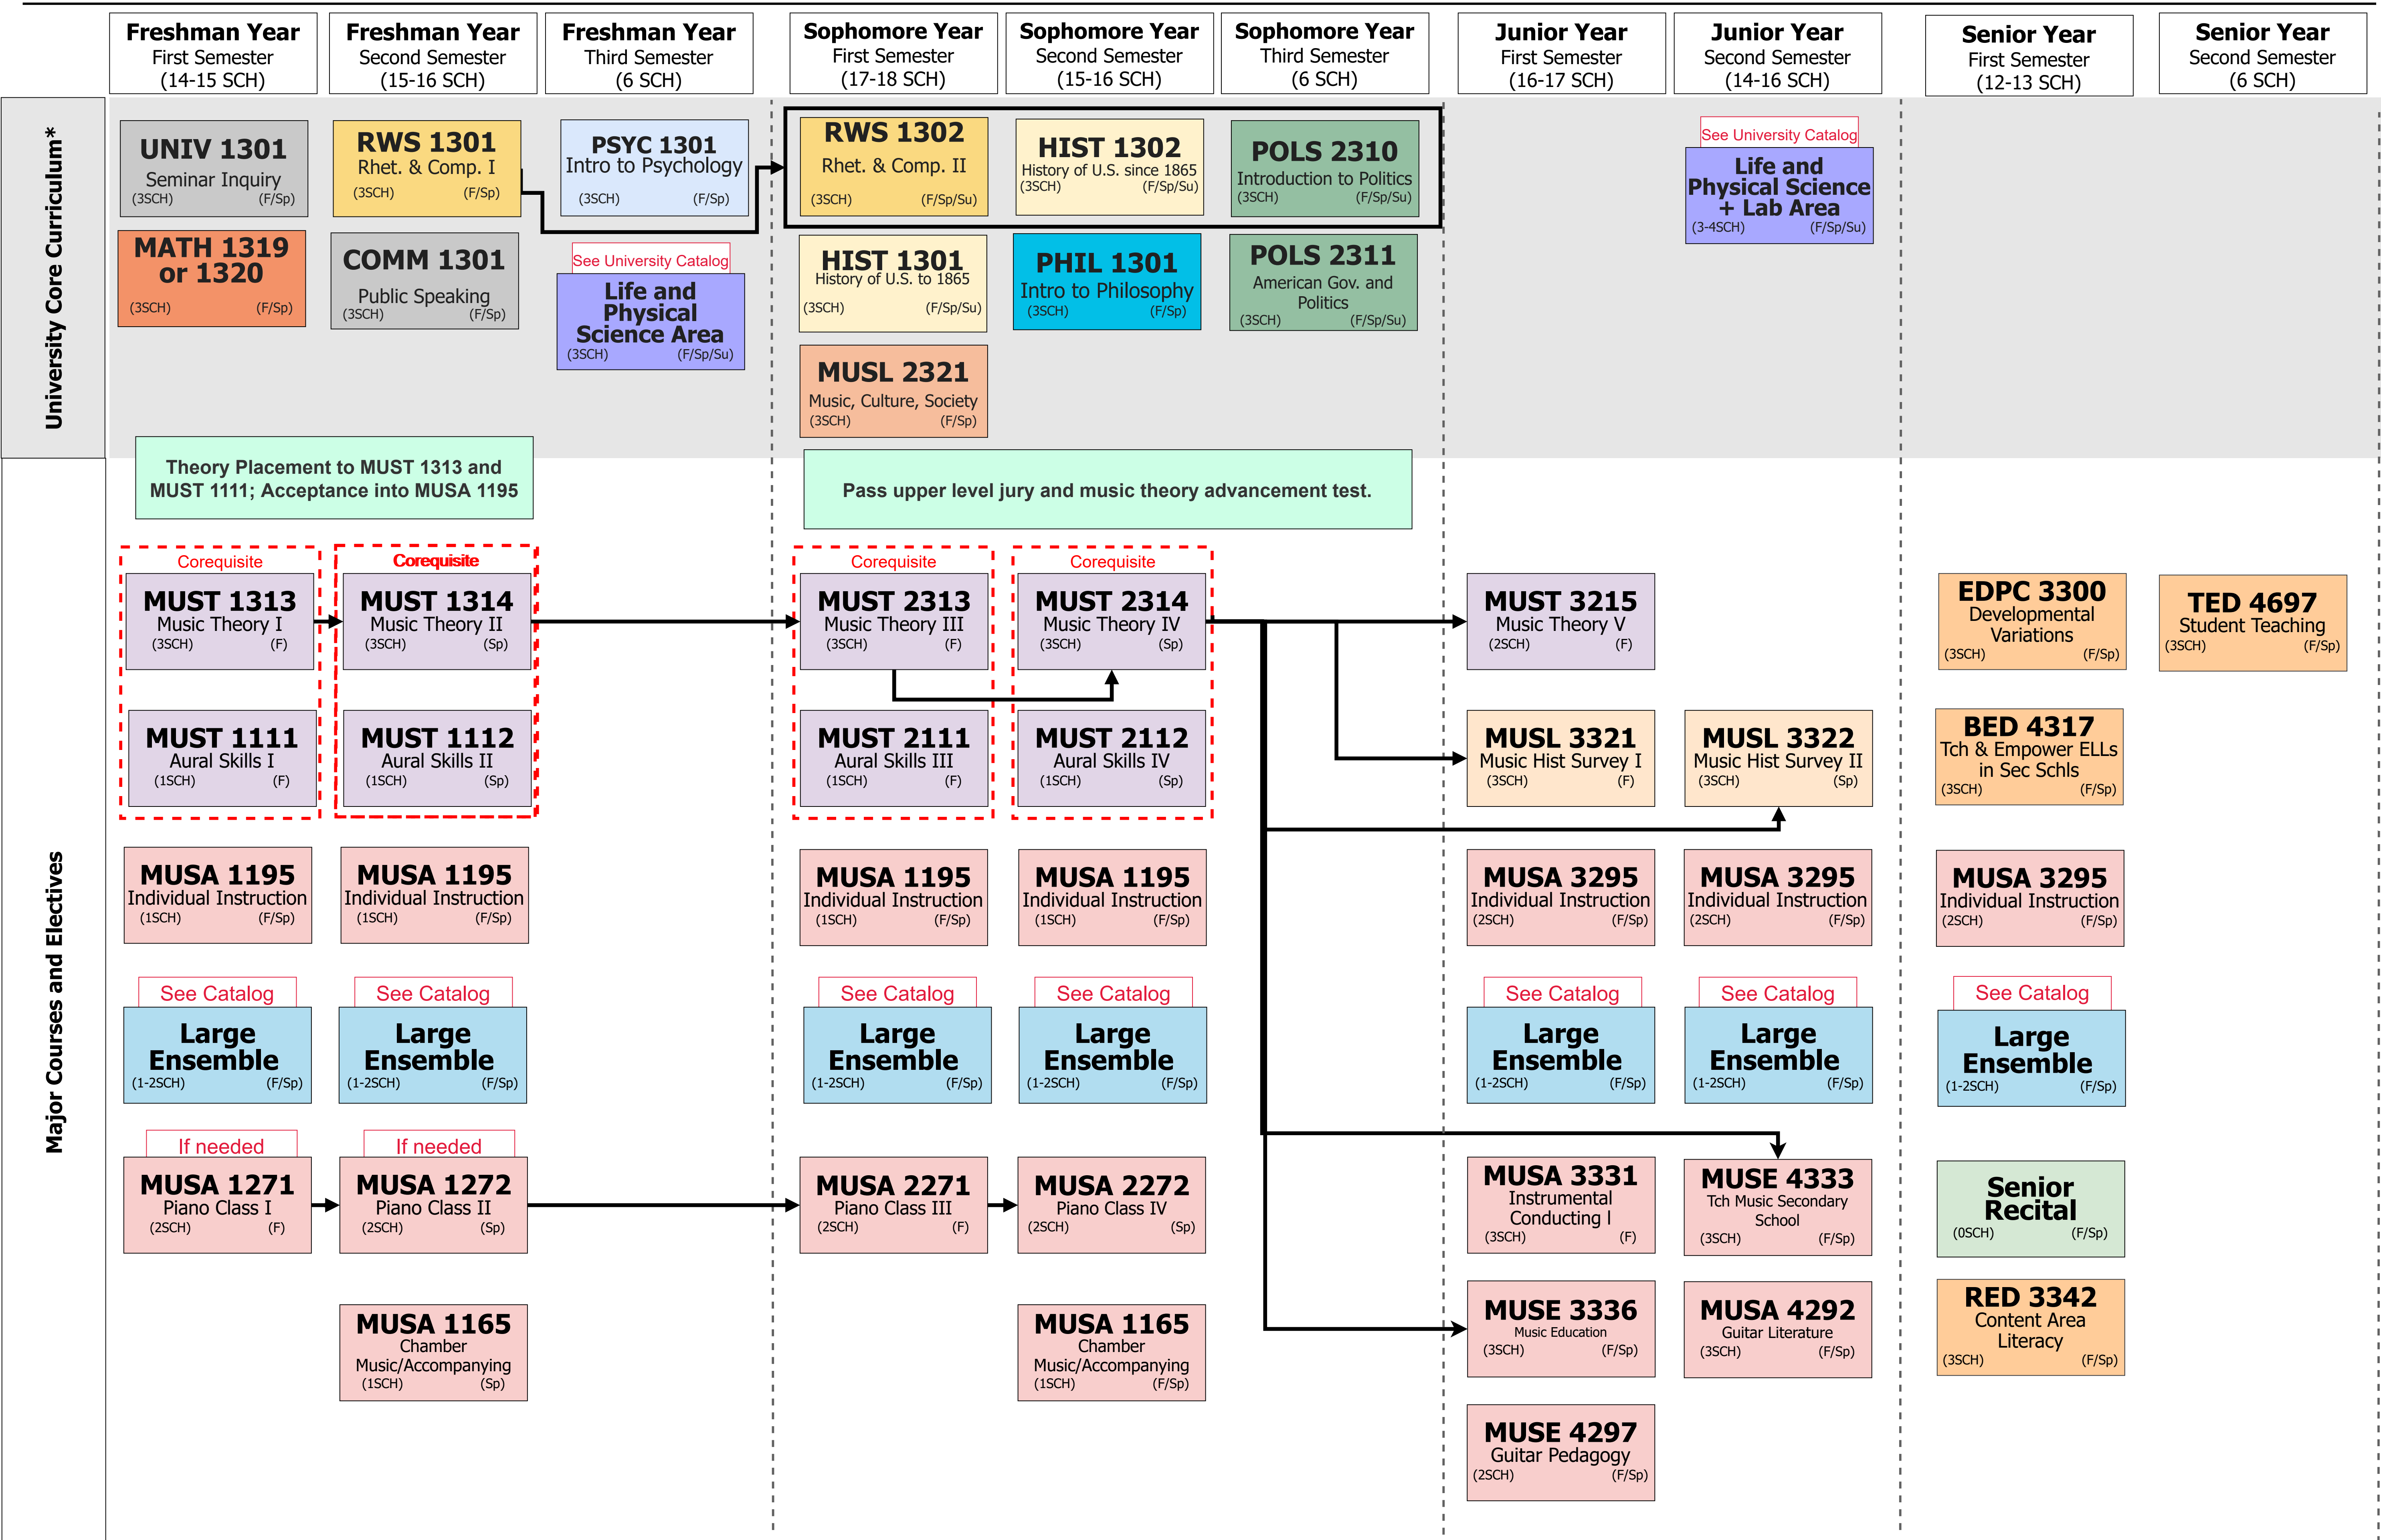 Freshman Year
First Semester
(14-15 SCH)
Freshman Year
Second Semester
(15-16 SCH)
Freshman Year
Third Semester
(6 SCH)
Sophomore Year
First Semester
(17-18 SCH)
Sophomore Year
Second Semester
(15-16 SCH)
Sophomore Year
Third Semester
(6 SCH)
Junior Year
First Semester
(16-17 SCH)
Junior Year
Second Semester
(14-16 SCH)
Senior Year
First Semester
(12-13 SCH)
Senior Year
Second Semester
(6 SCH)
University Core Curriculum*
UNIV 1301
Seminar Inquiry
(3SCH) (F/Sp)
RWS 1301
Rhet. & Comp. I
(3SCH) (F/Sp)
PSYC 1301
Intro to Psychology
(3SCH) (F/Sp)
RWS 1302
Rhet. & Comp. II
(3SCH) (F/Sp/Su)
HIST 1302
History of U.S. since 1865
(3SCH) (F/Sp/Su)
POLS 2310
Introduction to Politics
(3SCH) (F/Sp/Su)
See University Catalog
Life and
Physical Science
+ Lab Area
(3-4SCH) (F/Sp/Su)
MATH 1319
or 1320
(3SCH) (F/Sp)
COMM 1301
Public Speaking
(3SCH) (F/Sp)
See University Catalog
Life and
Physical
Science Area
(3SCH) (F/Sp/Su)
HIST 1301
History of U.S. to 1865
(3SCH) (F/Sp/Su)
PHIL 1301
Intro to Philosophy
(3SCH) (F/Sp)
POLS 2311
American Gov. and
Politics
(3SCH) (F/Sp/Su)
MUSL 2321
Music, Culture, Society
(3SCH) (F/Sp)
Major Courses and Electives
Theory Placement to MUST 1313 and
MUST 1111; Acceptance into MUSA 1195
Pass upper level jury and music theory advancement test.
Corequisite
MUST 1313
Music Theory I
(3SCH) (F)
Corequisite
MUST 1314
Music Theory II
(3SCH) (Sp)
Corequisite
MUST 2313
Music Theory III
(3SCH) (F)
Corequisite
MUST 2314
Music Theory IV
(3SCH) (Sp)
MUST 3215
Music Theory V
(2SCH) (F)
EDPC 3300
Developmental
Variations
(3SCH) (F/Sp)
TED 4697
Student Teaching
(3SCH) (F/Sp)
MUST 1111
Aural Skills I
(1SCH) (F)
MUST 1112
Aural Skills II
(1SCH) (Sp)
MUST 2111
Aural Skills III
(1SCH) (F)
MUST 2112
Aural Skills IV
(1SCH) (Sp)
MUSL 3321
Music Hist Survey I
(3SCH) (F)
MUSL 3322
Music Hist Survey II
(3SCH) (Sp)
BED 4317
Tch & Empower ELLs
in Sec Schls
(3SCH) (F/Sp)
MUSA 1195
Individual Instruction
(1SCH) (F/Sp)
MUSA 1195
Individual Instruction
(1SCH) (F/Sp)
MUSA 1195
Individual Instruction
(1SCH) (F/Sp)
MUSA 1195
Individual Instruction
(1SCH) (F/Sp)
MUSA 3295
Individual Instruction
(2SCH) (F/Sp)
MUSA 3295
Individual Instruction
(2SCH) (F/Sp)
MUSA 3295
Individual Instruction
(2SCH) (F/Sp)
See Catalog
Large
Ensemble
(1-2SCH) (F/Sp)
See Catalog
Large
Ensemble
(1-2SCH) (F/Sp)
See Catalog
Large
Ensemble
(1-2SCH) (F/Sp)
See Catalog
Large
Ensemble
(1-2SCH) (F/Sp)
See Catalog
Large
Ensemble
(1-2SCH) (F/Sp)
See Catalog
Large
Ensemble
(1-2SCH) (F/Sp)
See Catalog
Large
Ensemble
(1-2SCH) (F/Sp)
If needed
MUSA 1271
Piano Class I
(2SCH) (F)
If needed
MUSA 1272
Piano Class II
(2SCH) (Sp)
MUSA 2271
Piano Class III
(2SCH) (F)
MUSA 2272
Piano Class IV
(2SCH) (Sp)
MUSA 3331
Instrumental
Conducting I
(3SCH) (F)
MUSE 4333
Tch Music Secondary
School
(3SCH) (F/Sp)
Senior
Recital
(0SCH) (F/Sp)
MUSA 1165
Chamber
Music/Accompanying
(1SCH) (Sp)
MUSA 1165
Chamber
Music/Accompanying
(1SCH) (F/Sp)
MUSE 3336
Music Education
(3SCH) (F/Sp)
MUSA 4292
Guitar Literature
(3SCH) (F/Sp)
RED 3342
Content Area
Literacy
(3SCH) (F/Sp)
MUSE 4297
Guitar Pedagogy
(2SCH) (F/Sp)